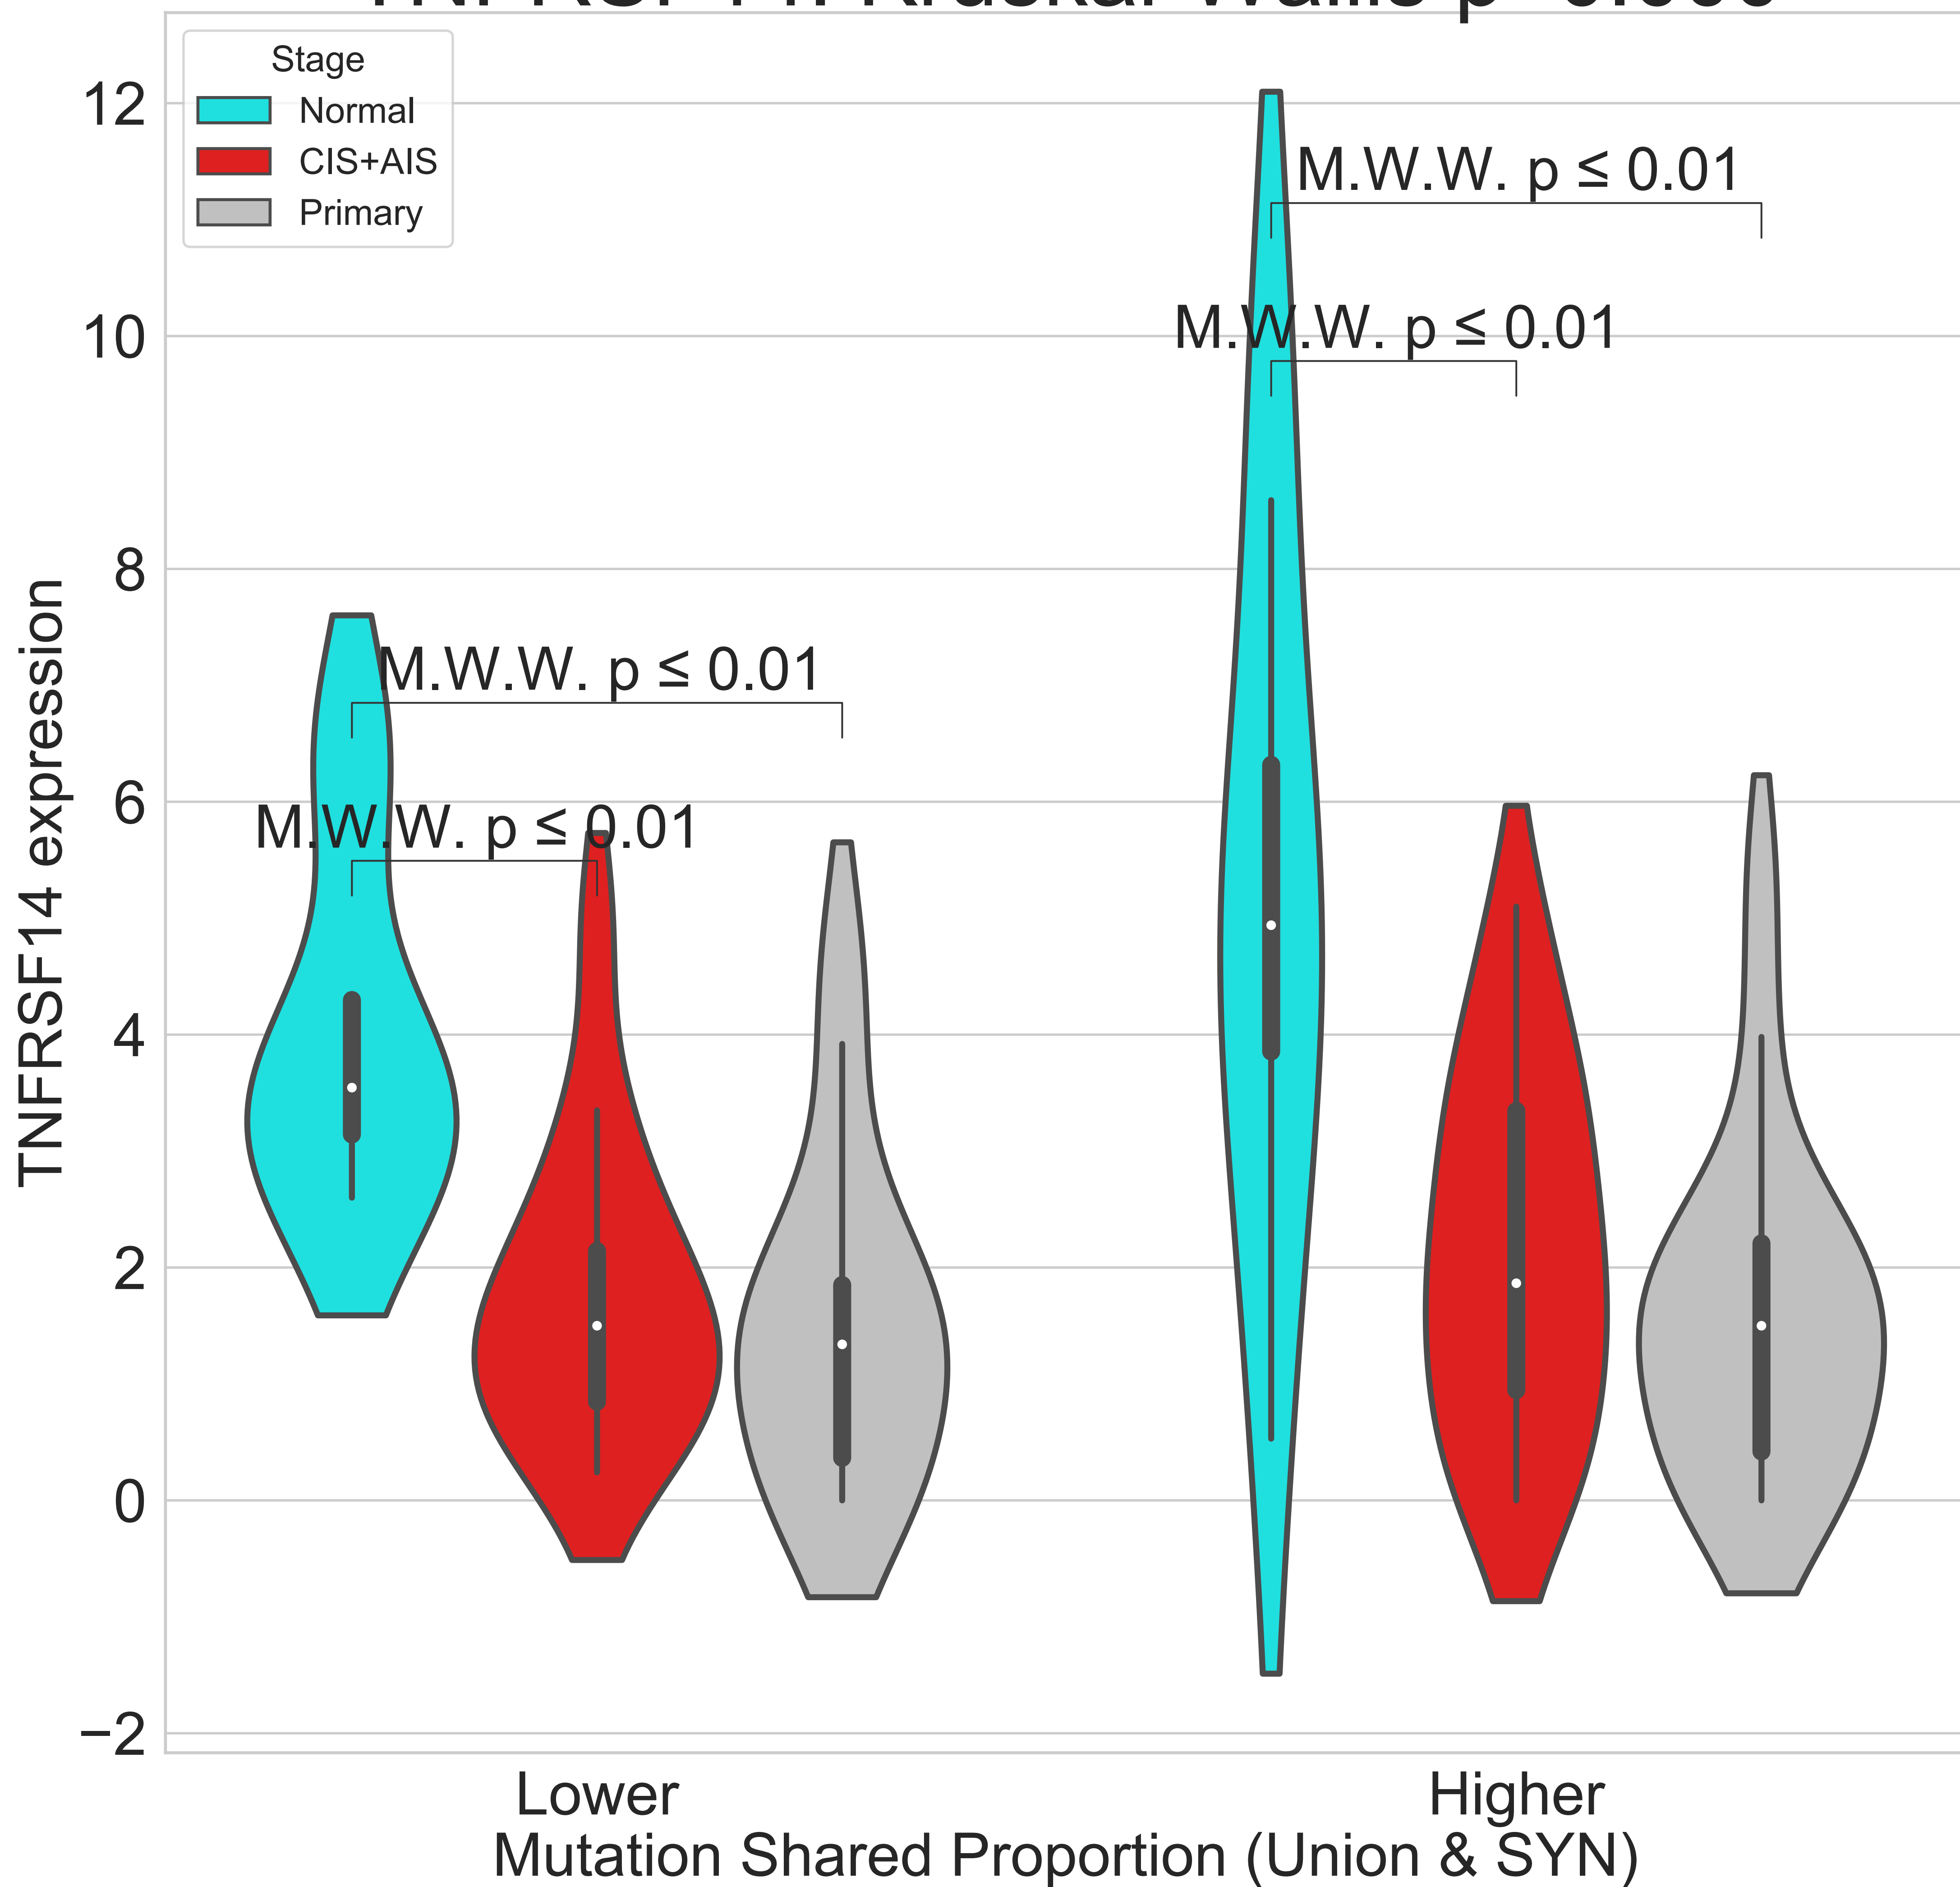 Stage
Normal
CIS+AIS
Primary
12
10
8
6
4
2
0
−2
TNFRSF14 expression
M.W.W. p ≤ 0.01
M.W.W. p ≤ 0.01
M.W.W. p ≤ 0.01
M.W.W. p ≤ 0.01
Lower
Higher
Mutation Shared Proportion (Union & SYN)